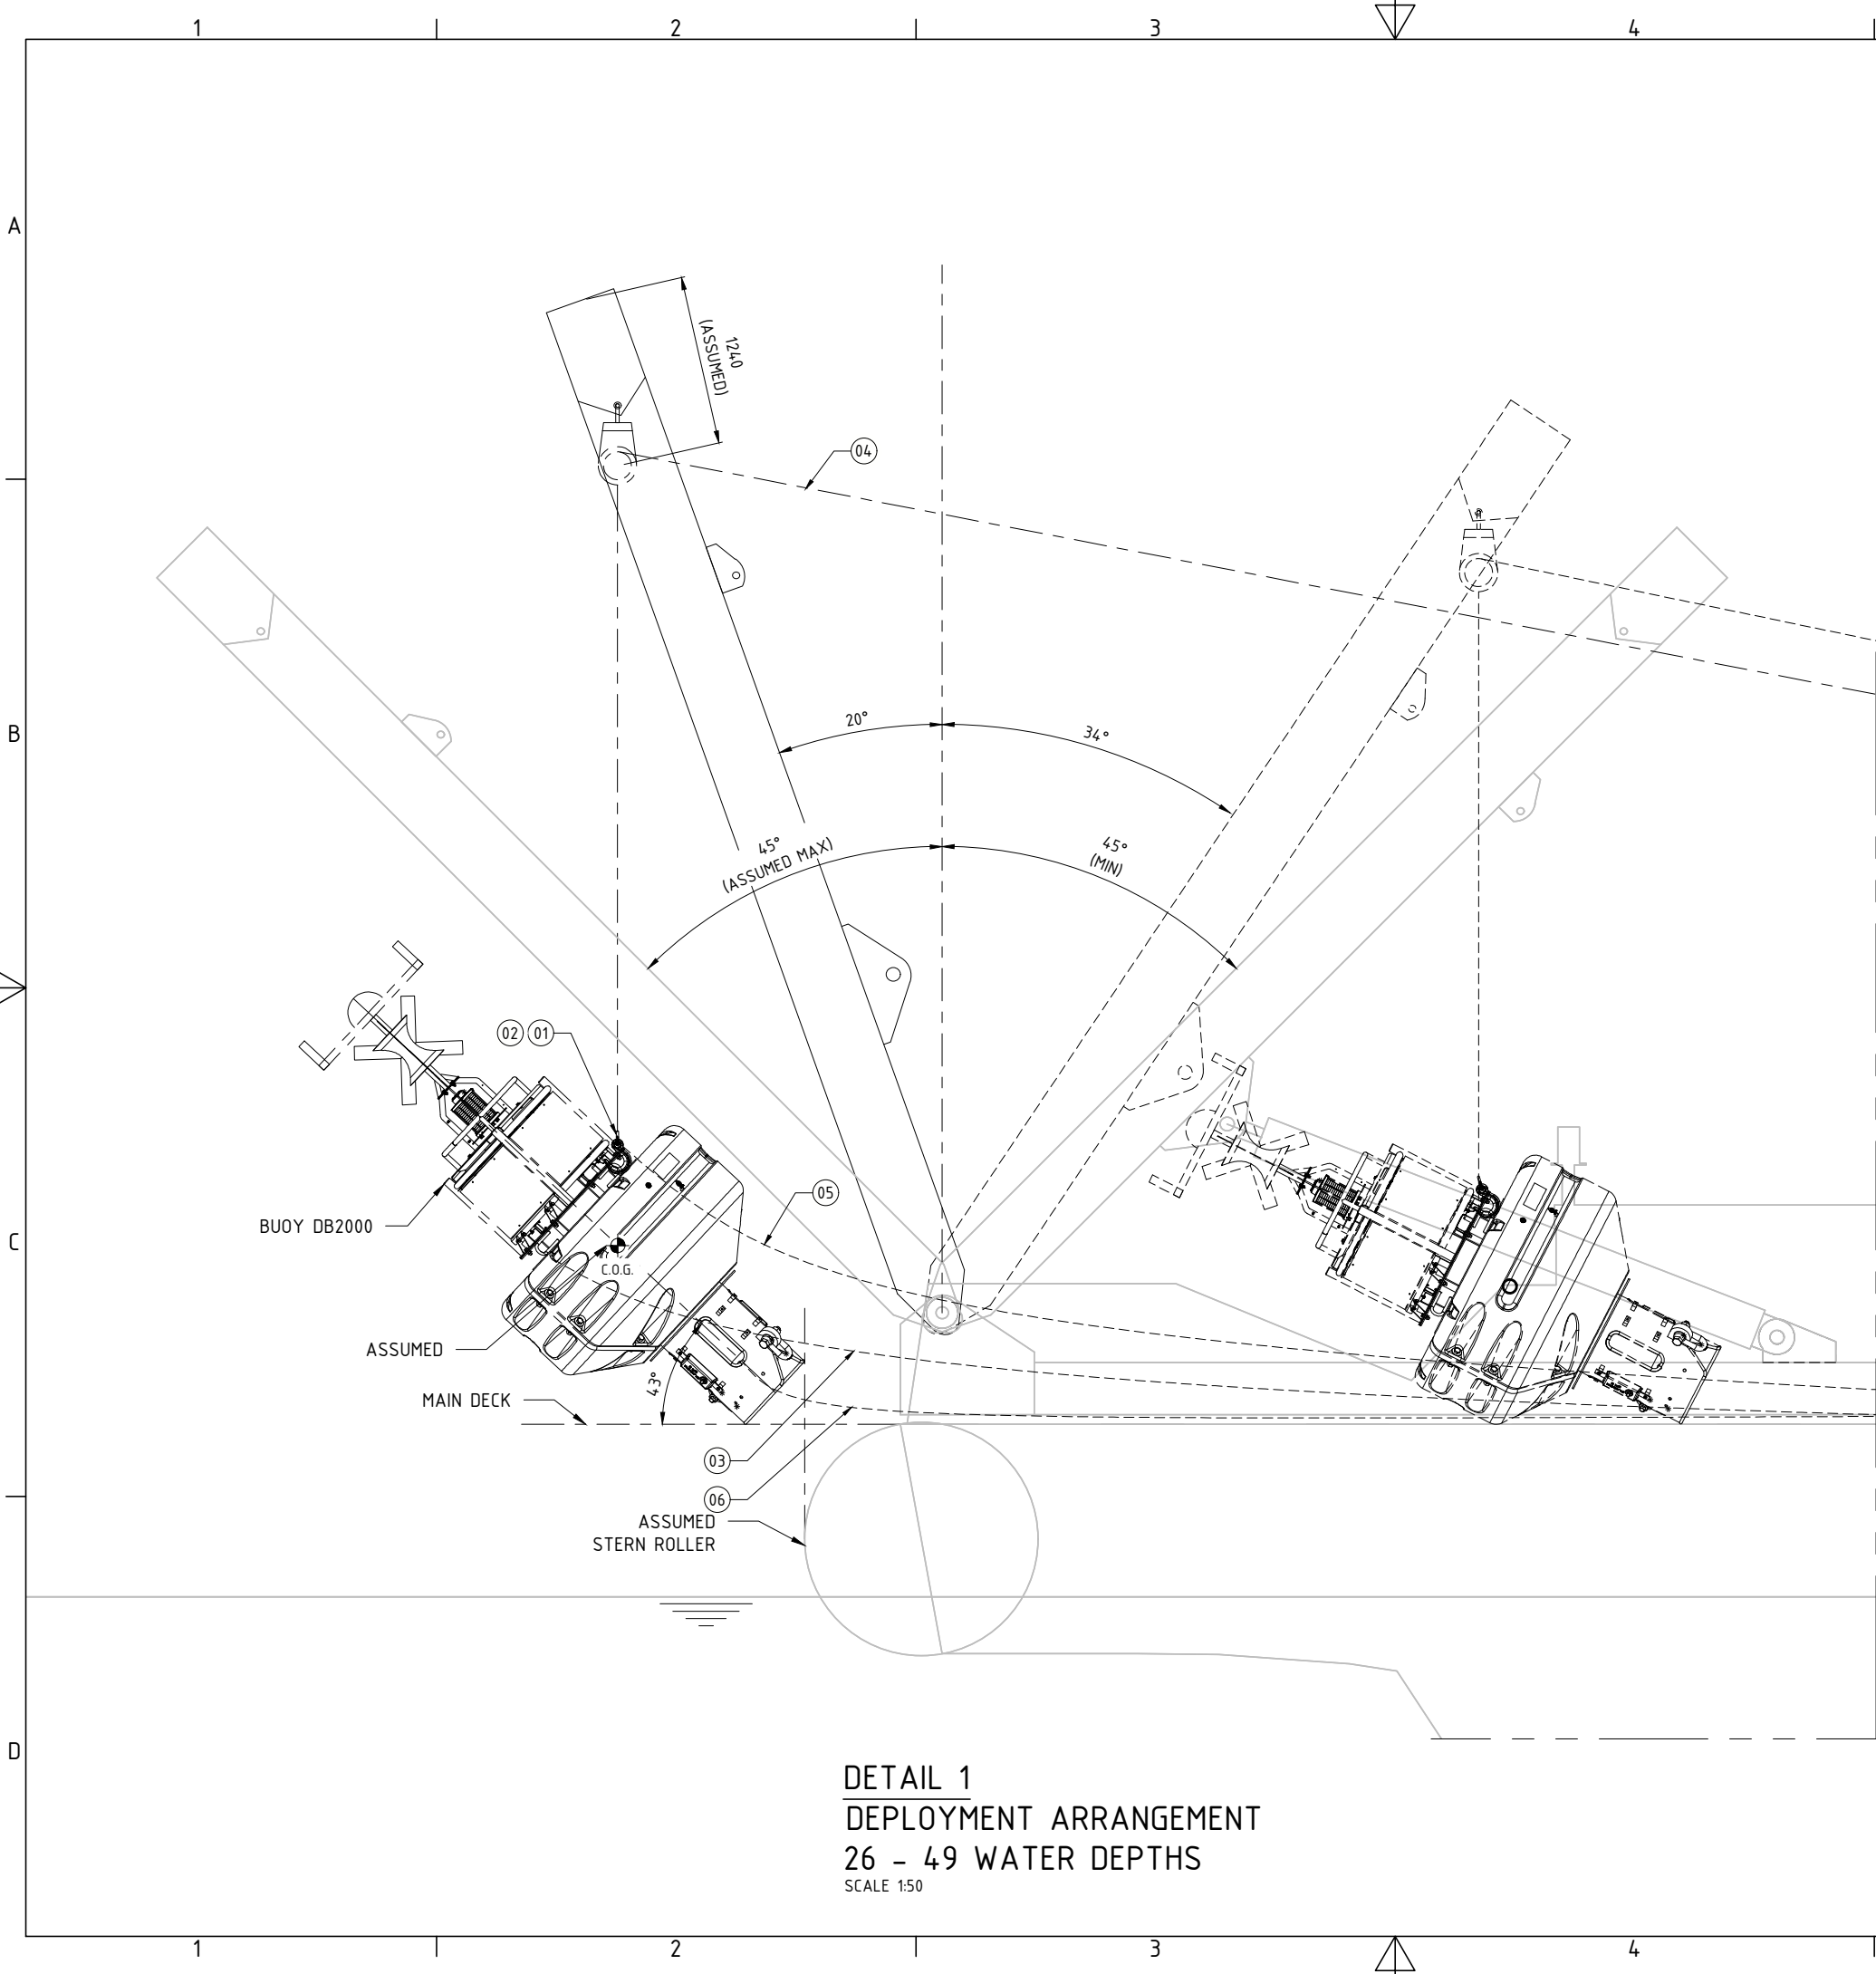 1 2 3 4
A
1240
(ASSUMED)
04
B
20°
34°
45°
(ASSUMED MAX)
45°
(MIN)
02 01
05
BUOY DB2000
C
C.O.G.
ASSUMED
43°
MAIN DECK
03
06
ASSUMED
STERN ROLLER
D
DETAIL 1
DEPLOYMENT ARRANGEMENT
26 - 49 WATER DEPTHS
SCALE 1:50
1 2 3 4